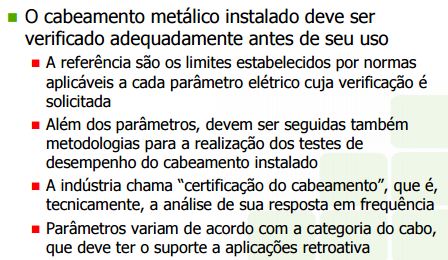 O cabeamento metálico instalado deve ser
verificado adequadamente antes de seu uso
A referência são os limites estabelecidos por normas
aplicáveis a cada parâmetro elétrico cuja verificação é
solicitada
Além dos parâmetros, devem ser seguidas também
metodologias para a realização dos testes de
desempenho do cabeamento instalado
A indústria chama “certificação do cabeamento”, que é,
tecnicamente, a análise de sua resposta em frequência
Parâmetros variam de acordo com a categoria do cabo,
que deve ter o suporte a aplicações retroativa